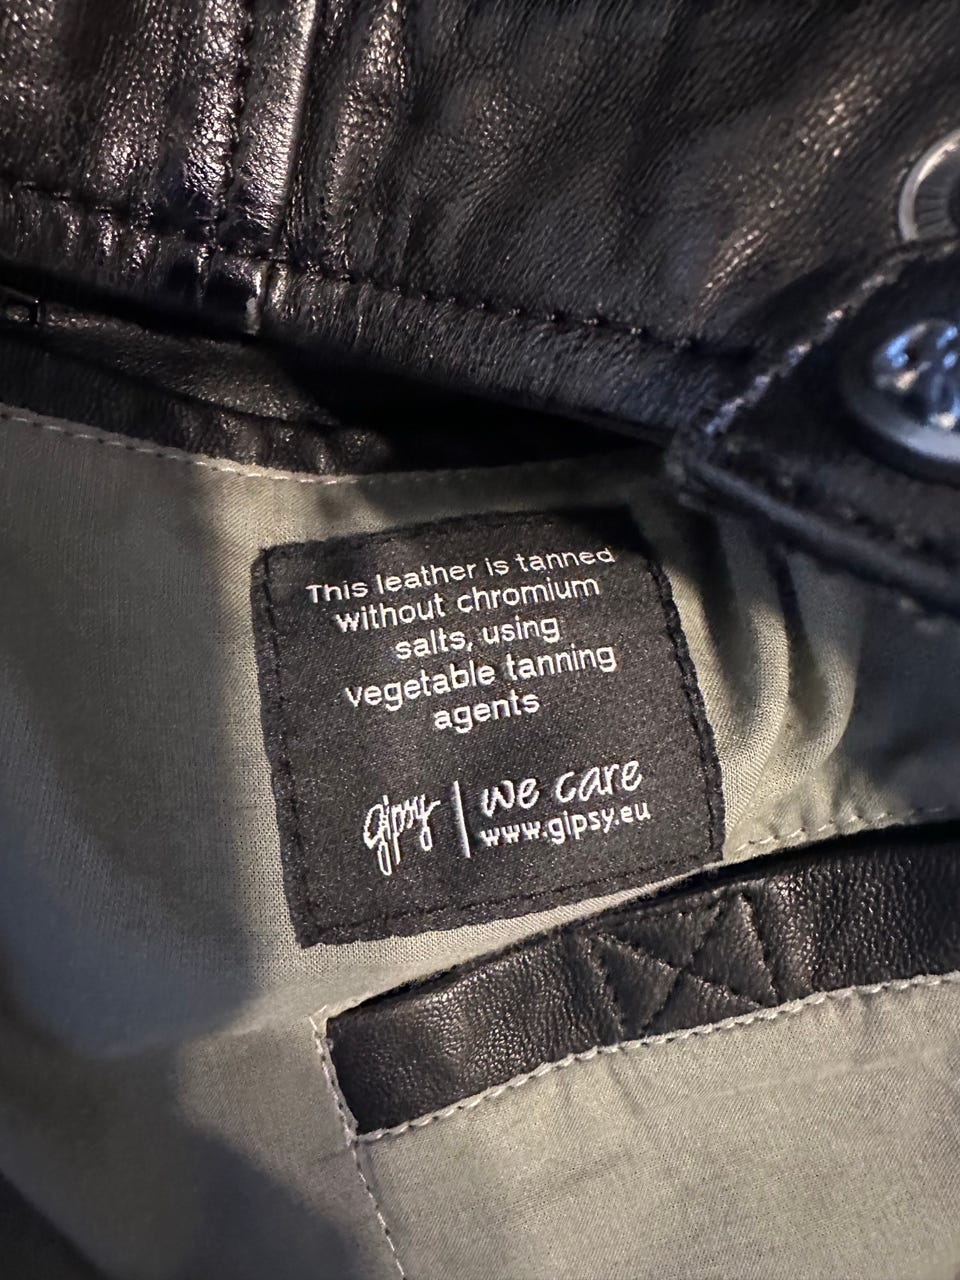 This leather is tanned
without chromium
salts, using
vegetable tanning
agents
gipsy | we care
www.gipsy.eu